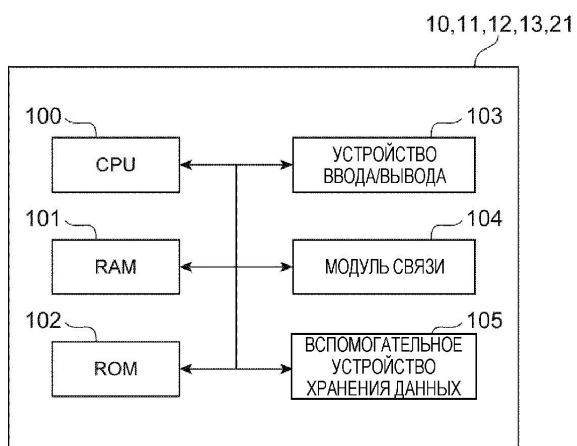 10,11,12,13,21
100
CPU
103
УСТРОЙСТВО
ВВОДА/ВЫВОДА
101
RAM
104
МОДУЛЬ СВЯЗИ
102
ROM
105
ВСПОМОГАТЕЛЬНОЕ
УСТРОЙСТВО
ХРАНЕНИЯ ДАННЫХ